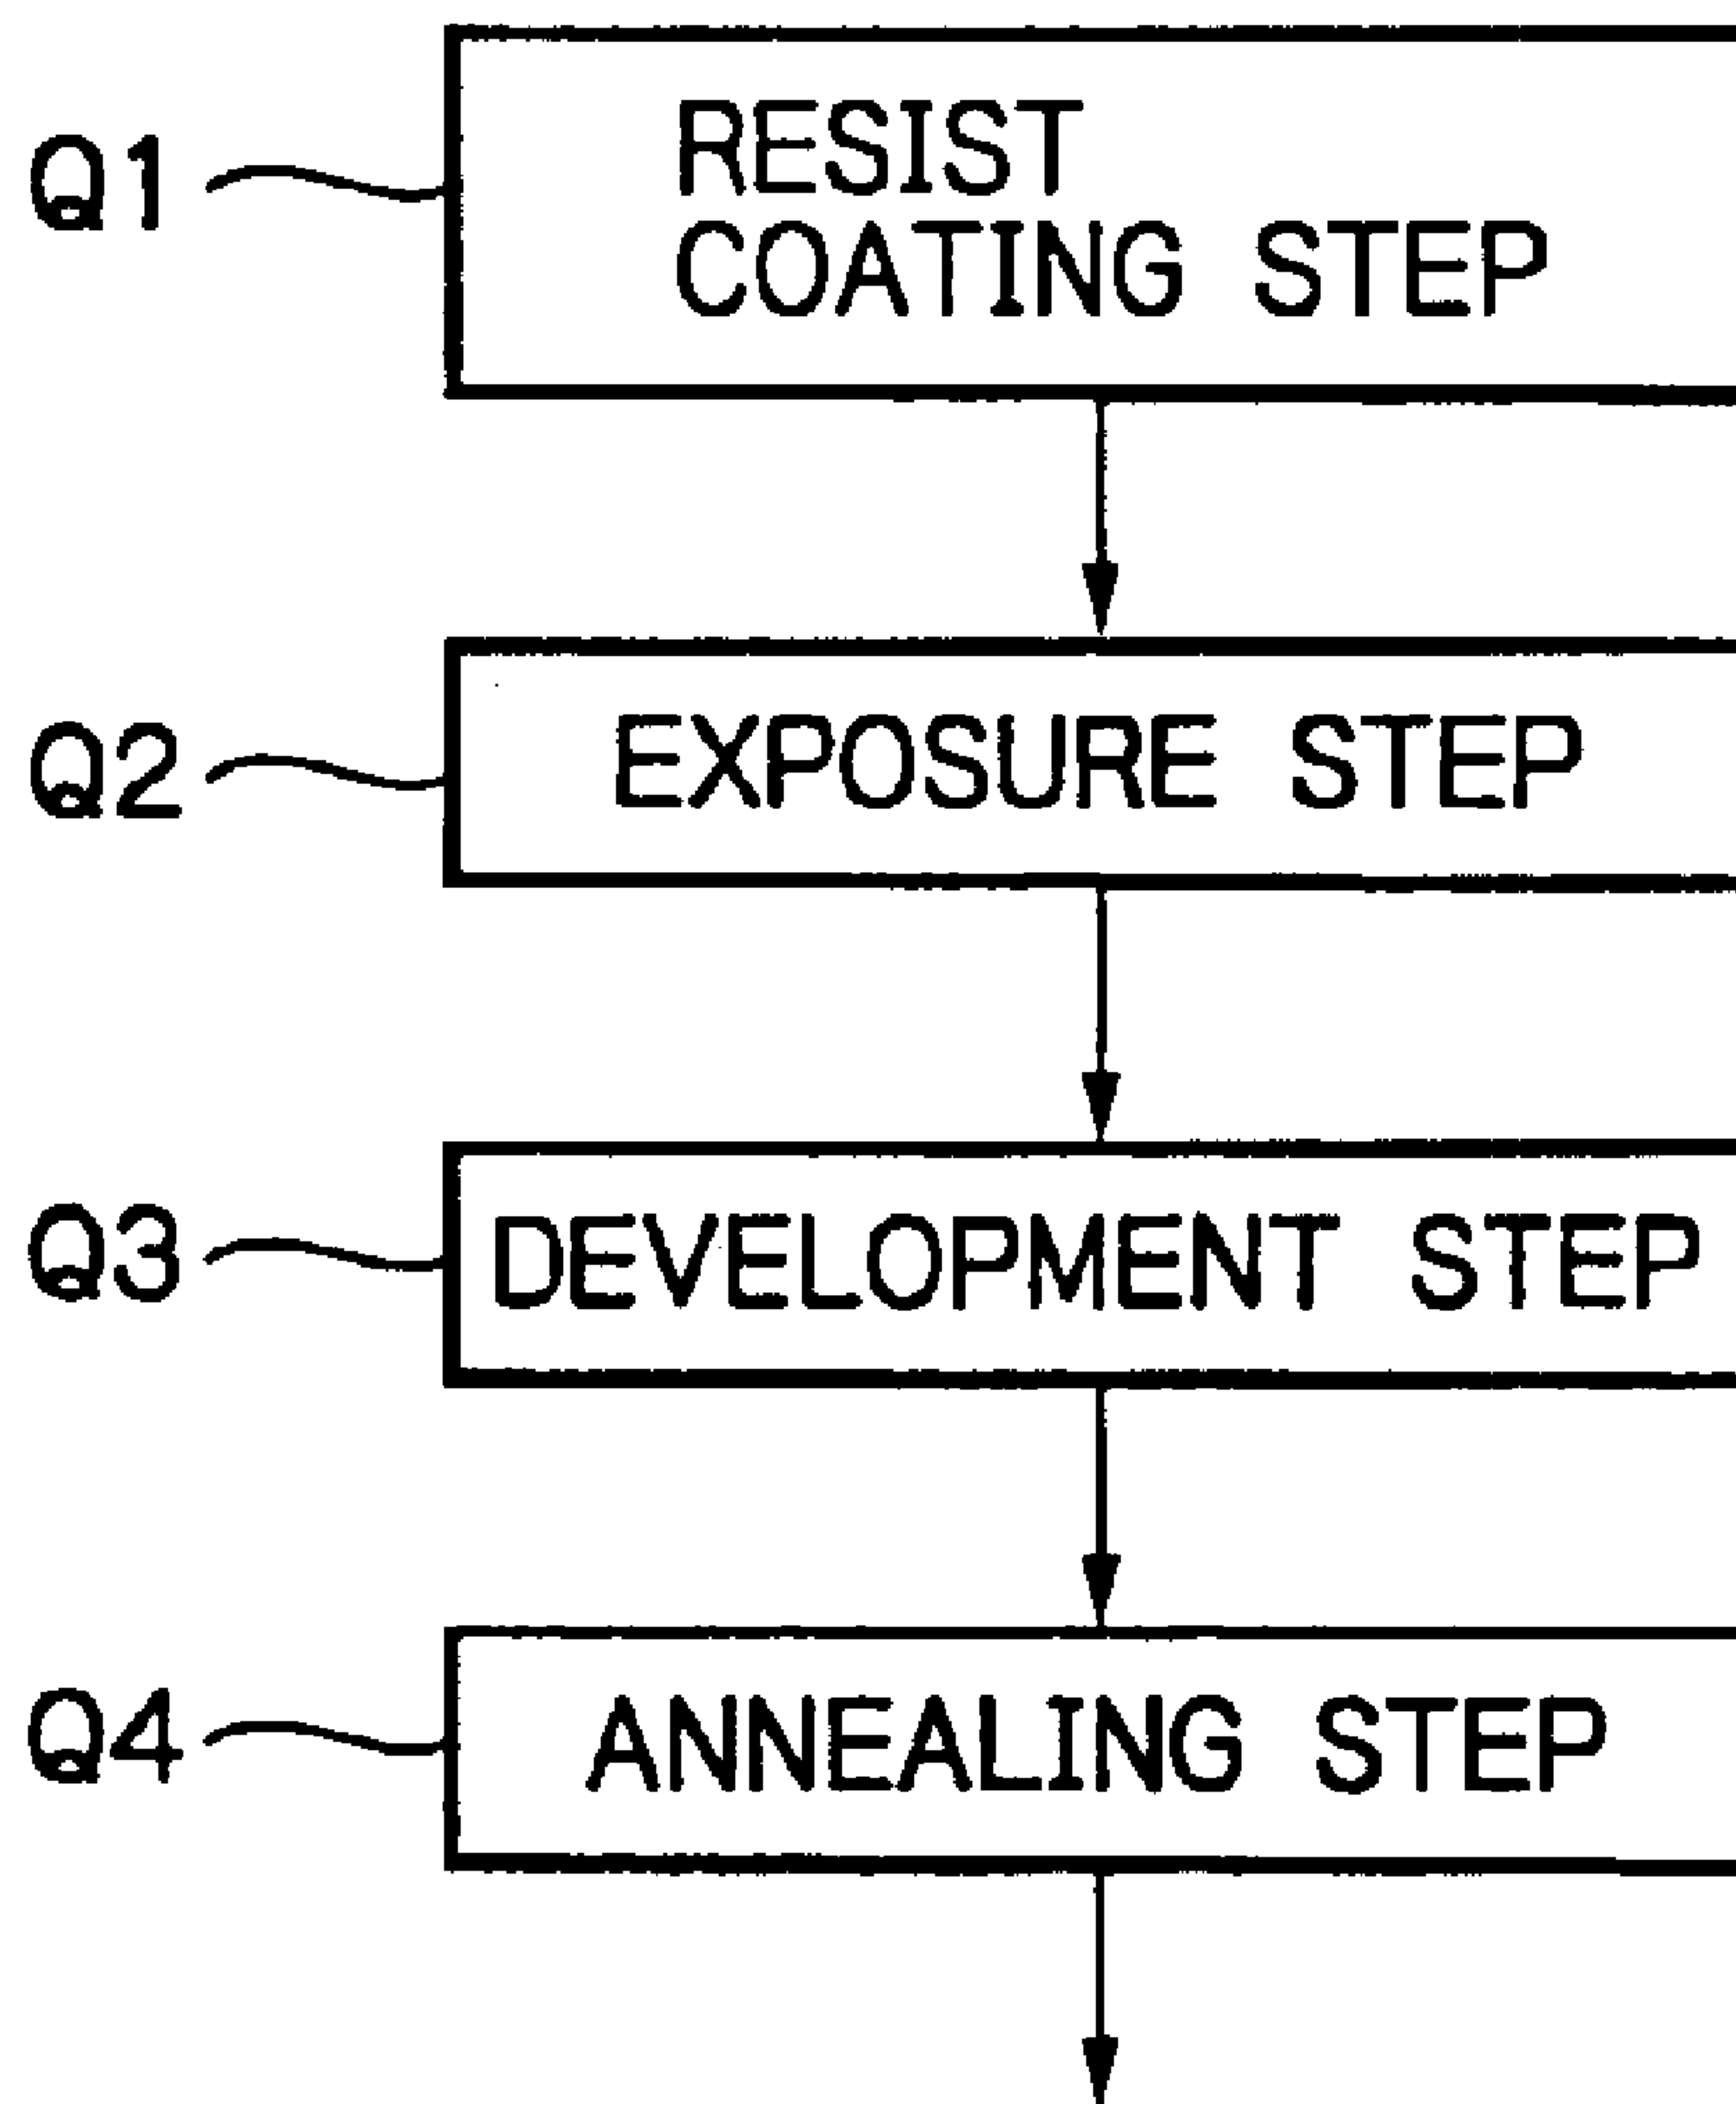 Q1
RESIST
COATING STEP
Q2
EXPOSURE STEP
Q3
DEVELOPMENT STEP
Q4
ANNEALING STEP